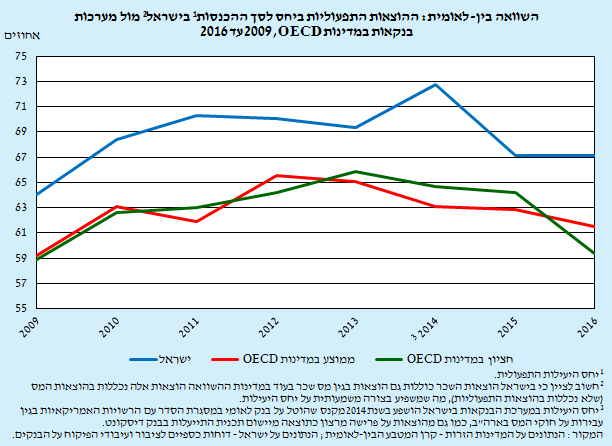 השוואה בין-לאומית: ההוצאות התפעוליות ביחס לסך ההכנסות¹ בישראל² מול מערכות
בנקאות במדינות OECD, 2009 עד 2016
אחוזים
75
73
71
69
67
65
63
61
59
57
55
2009
2010
2011
2012
2013
2014 ³
2015
2016
ישראל
ממוצע במדינות OECD
חציון במדינות OECD
¹ יחס היעילות התפעולית.
² חשוב לציין כי בישראל הוצאות השכר כוללות גם הוצאות בגין מס שכר בעוד במדינות ההשוואה הוצאות אלה נכללות בהוצאות המס
(שלא נכללות בהוצאות התפעוליות), מה שמשפיע בצורה משמעותית על יחס היעילות.
³ יחס היעילות במערכת הבנקאות בישראל הושפע בשנת 2014 מקנס שהוטל על בנק לאומי במסגרת הסדר עם הרשויות האמריקאיות בגין
עבירות על חוקי המס בארה"ב, כמו גם מהוצאות על פרישה מרצון כתוצאה מיישום תכנית התייעלות בבנק דיסקונט.
המקור: הנתונים על המדינות הזרות - קרן המטבע הבין-לאומית; הנתונים על ישראל - דוחות כספיים לציבור ועיבודי הפיקוח על הבנקים.